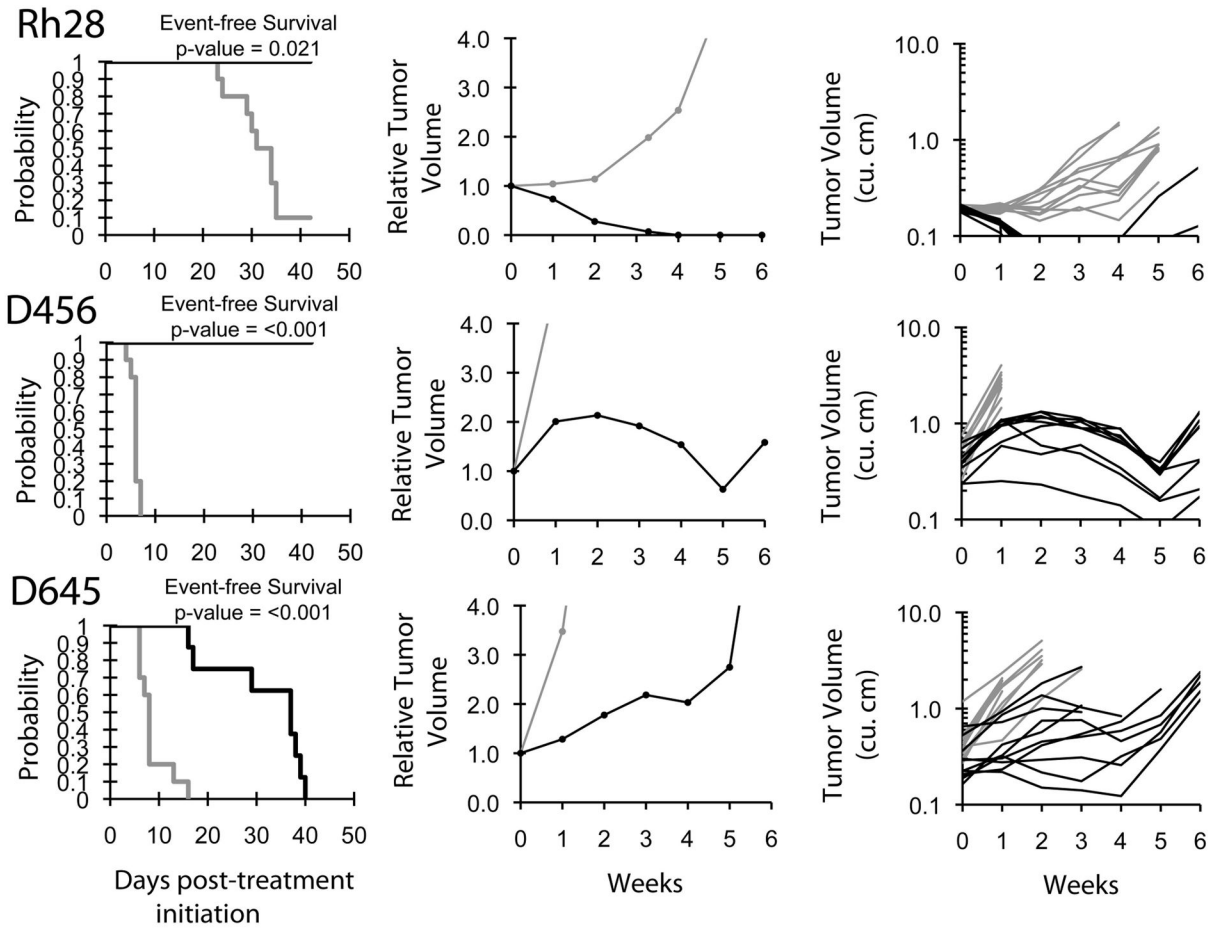 Rh28
Event-free Survival
p-value = 0.021
Probability
1
0.9
0.8
0.7
0.6
0.5
0.4
0.3
0.2
0.1
0
0 10 20 30 40 50
Relative Tumor
Volume
4.0
3.0
2.0
1.0
0.0
0 1 2 3 4 5 6
Tumor Volume
(cu. cm)
10.0
1.0
0.1
0 1 2 3 4 5 6
D456
Event-free Survival
p-value = <0.001
Probability
1
0.9
0.8
0.7
0.6
0.5
0.4
0.3
0.2
0.1
0
0 10 20 30 40 50
Relative Tumor
Volume
4.0
3.0
2.0
1.0
0.0
0 1 2 3 4 5 6
Tumor Volume
(cu. cm)
10.0
1.0
0.1
0 1 2 3 4 5 6
D645
Event-free Survival
p-value = <0.001
Probability
1
0.9
0.8
0.7
0.6
0.5
0.4
0.3
0.2
0.1
0
0 10 20 30 40 50
Days post-treatment
initiation
Relative Tumor
Volume
4.0
3.0
2.0
1.0
0.0
0 1 2 3 4 5 6
Weeks
Tumor Volume
(cu. cm)
10.0
1.0
0.1
0 1 2 3 4 5 6
Weeks